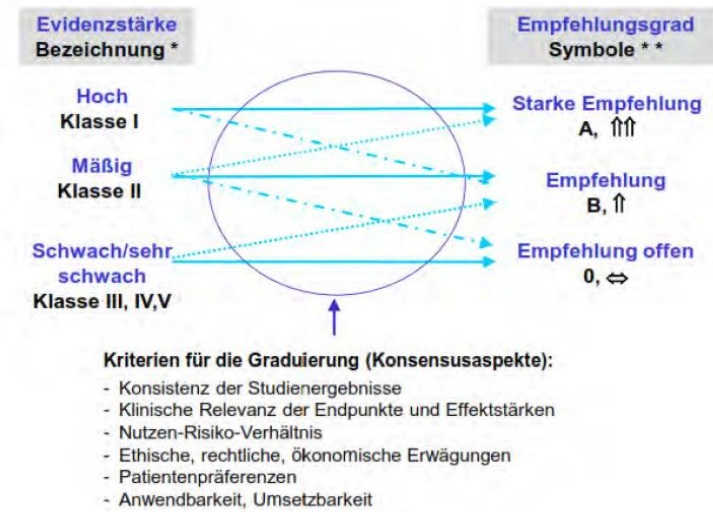 Evidenzstärke
Bezeichnung *
Empfehlungsgrad
Symbole * *
Hoch
Klasse I
Starke Empfehlung
A, ⇑⇑
Mäßig
Klasse II
Empfehlung
B, ⇑
Schwach/sehr
schwach
Klasse III, IV,V
Empfehlung offen
0, ⇔
Kriterien für die Graduierung (Konsensusaspekte):
- Konsistenz der Studienergebnisse
- Klinische Relevanz der Endpunkte und Effektstärken
- Nutzen-Risiko-Verhältnis
- Ethische, rechtliche, ökonomische Erwägungen
- Patientenpräferenzen
- Anwendbarkeit, Umsetzbarkeit